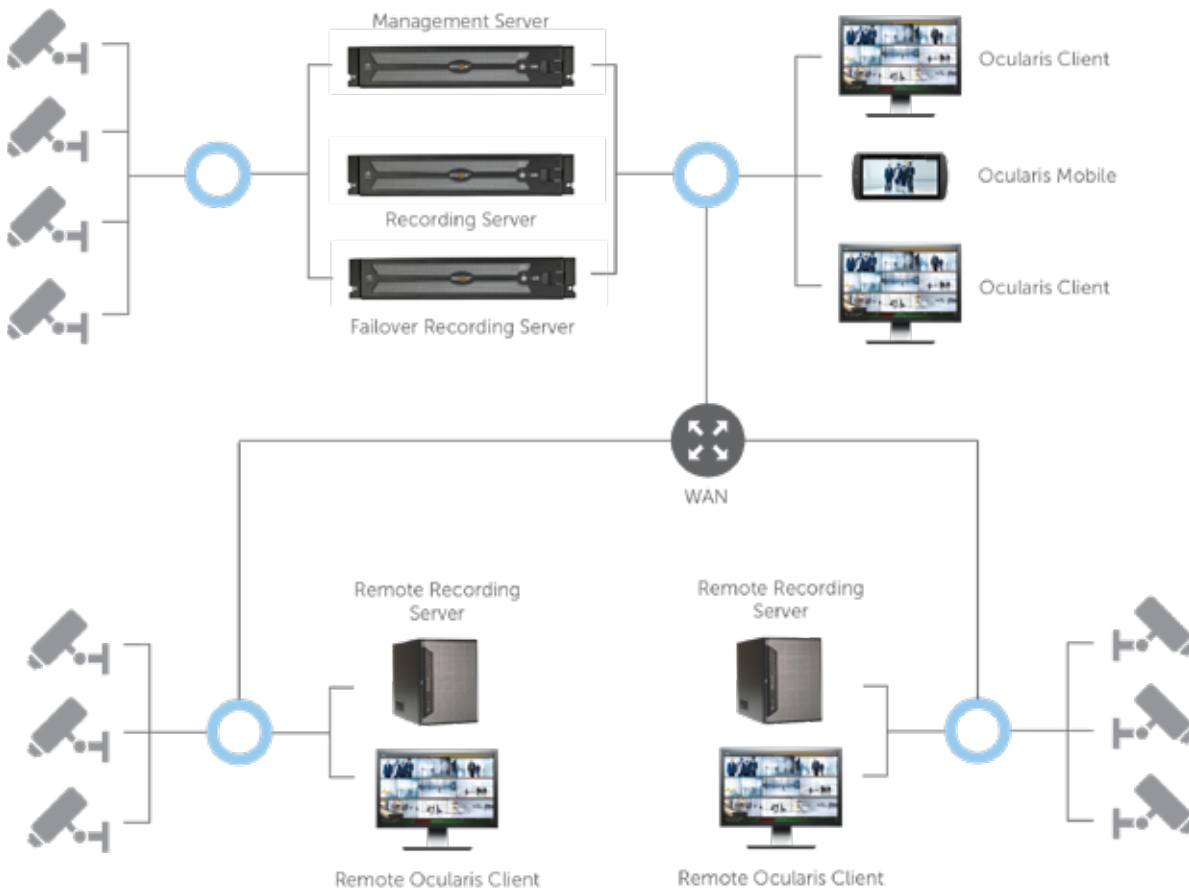 Management Server
Ocularis Client
Ocularis Mobile
Recording Server
Ocularis Client
Failover Recording Server
WAN
Remote Recording
Server
Remote Recording
Server
Remote Ocularis Client
Remote Ocularis Client